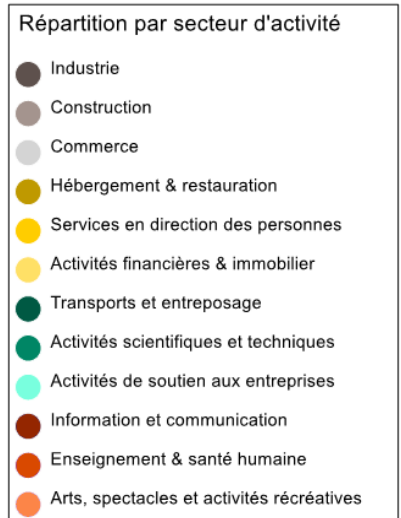 Répartition par secteur d'activité
Industrie
Construction
Commerce
Hébergement & restauration
Services en direction des personnes
Activités financières & immobilier
Transports et entreposage
Activités scientifiques et techniques
Activités de soutien aux entreprises
Information et communication
Enseignement & santé humaine
Arts, spectacles et activités récréatives